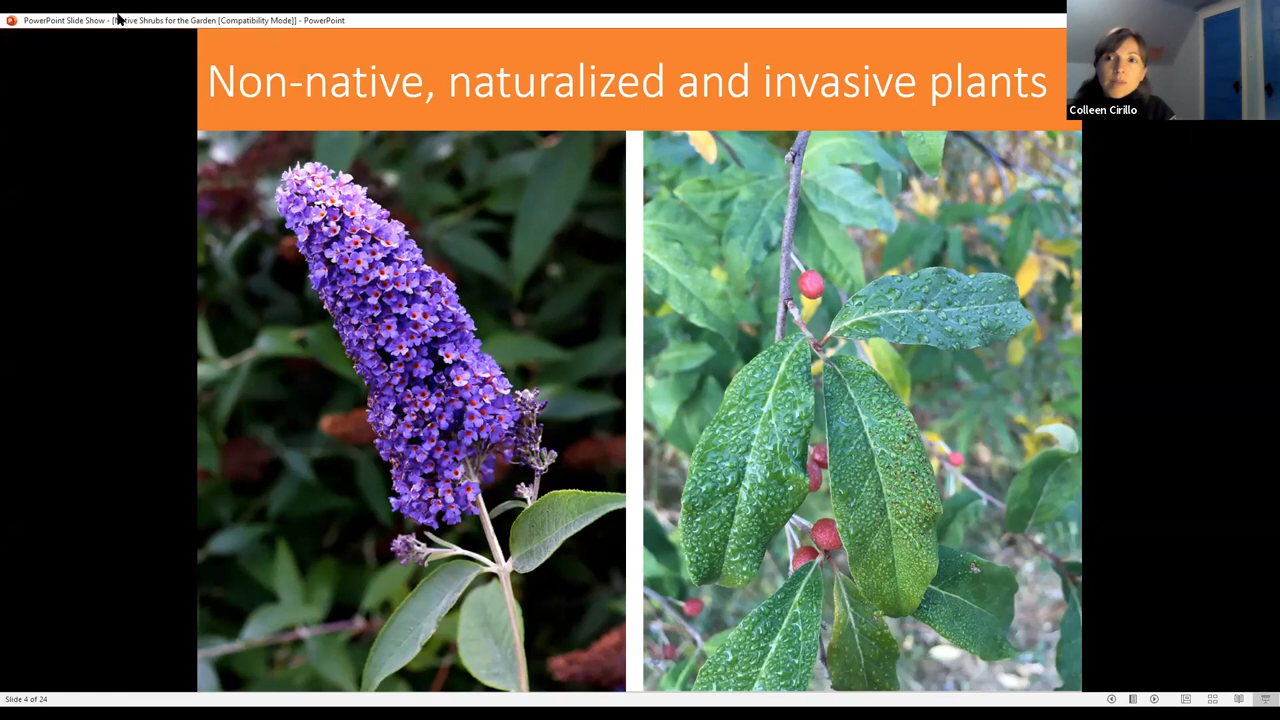 PowerPoint Slide Show - [Native Shrubs for the Garden [Compatibility Mode]] - PowerPoint
Non-native, naturalized and invasive plants
Colleen Cirillo
Slide 4 of 24